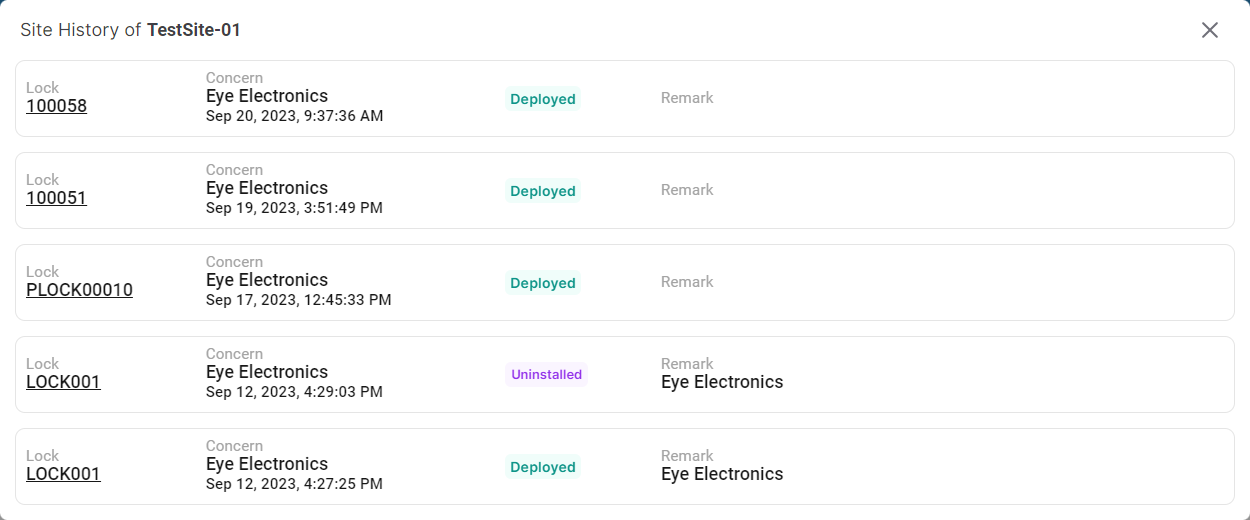 Site History of TestSite-01
Lock
100058
Concern
Eye Electronics
Sep 20, 2023, 9:37:36 AM
Deployed
Remark
Lock
100051
Concern
Eye Electronics
Sep 19, 2023, 3:51:49 PM
Deployed
Remark
Lock
PLOCK00010
Concern
Eye Electronics
Sep 17, 2023, 12:45:33 PM
Deployed
Remark
Lock
LOCK001
Concern
Eye Electronics
Sep 12, 2023, 4:29:03 PM
Uninstalled
Remark
Eye Electronics
Lock
LOCK001
Concern
Eye Electronics
Sep 12, 2023, 4:27:25 PM
Deployed
Remark
Eye Electronics